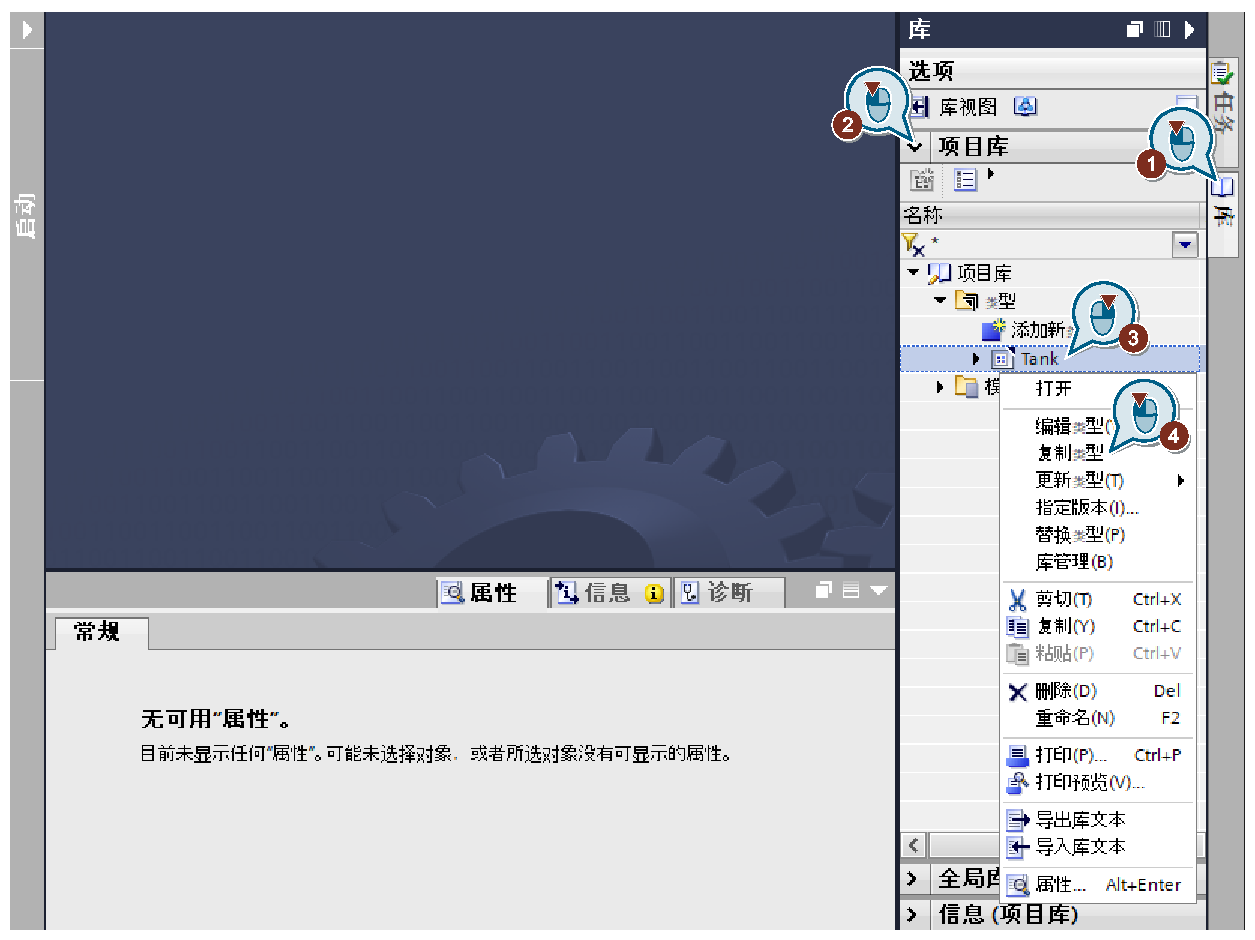 库
选项
库视图
2
任务
1
项目库
库
名称
*
启动
项目库
类型
添加新
3
Tank
打开
编辑类型(
4
复制类型
更新类型(T)
指定版本(I)...
替换类型(P)
库管理(B)
剪切(T) Ctrl+X
复制(Y) Ctrl+C
粘贴(P) Ctrl+V
删除(D) Del
重命名(N) F2
打印(P)... Ctrl+P
打印预览(V)...
导出库文本
导入库文本
属性... Alt+Enter
全局库
信息 (项目库)
属性 信息 诊断
常规
无可用"属性"。
目前未显示任何"属性"。可能未选择对象，或者所选对象没有可显示的属性。